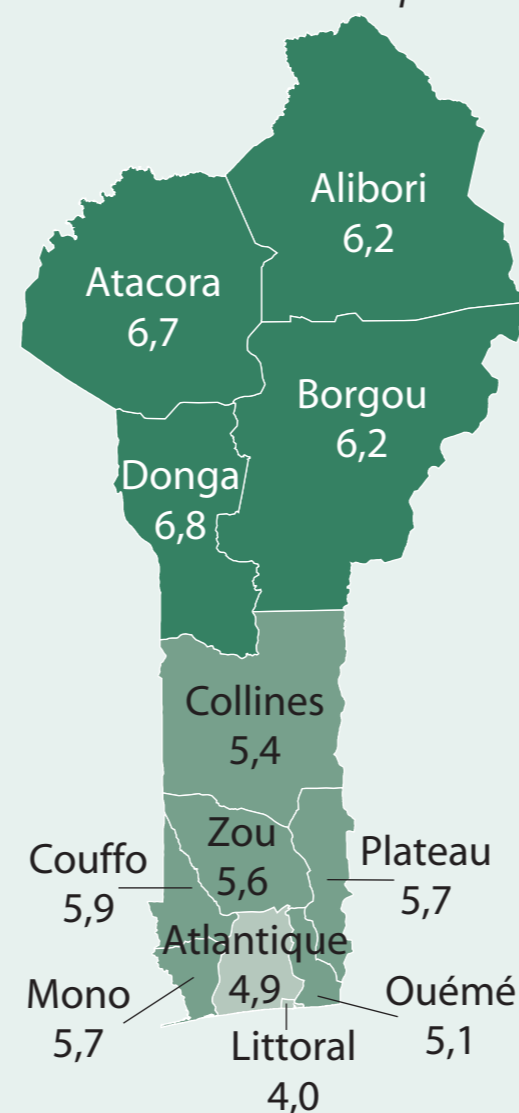 Alibori
6,2
Atacora
6,7
Borgou
6,2
Donga
6,8
Collines
5,4
Zou
5,6
Couffo
5,9
Plateau
5,7
Atlantique
4,9
Mono
5,7
Ouémé
5,1
Littoral
4,0